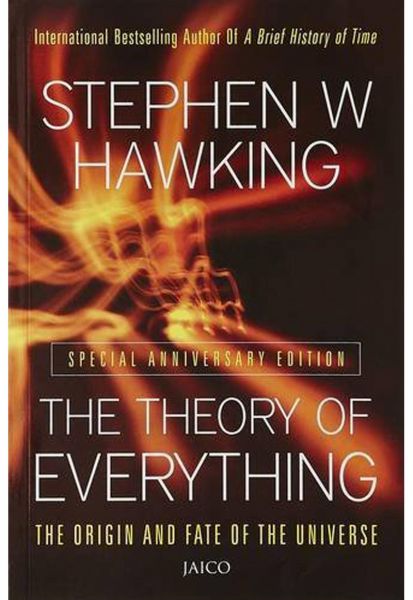 International Bestselling Author Of A Brief History of Time
STEPHEN W
HAWKING
SPECIAL ANNIVERSARY EDITION
THE THEORY OF
EVERYTHING
THE ORIGIN AND FATE OF THE UNIVERSE
JAICO